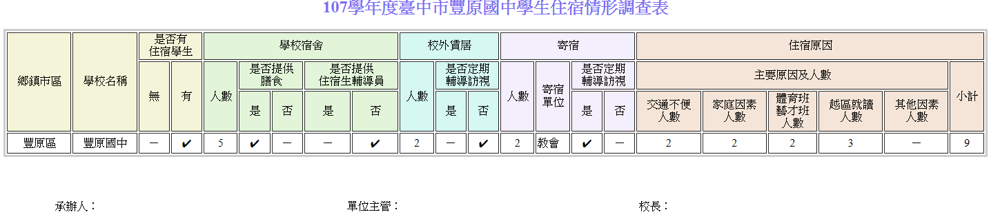 107學年度臺中市豐原國中學生住宿情形調查表
鄉鎮市區 學校名稱 是否有住宿學生 學校宿舍 校外賃居 寄宿 住宿原因
無 有 人數 是否提供膳食 是否提供住宿生輔導員 人數 是否定期輔導訪視 人數 寄宿單位 是否定期輔導訪視 主要原因及人數 小計
是 否 是 否 是 否 是 否 交通不便人數 家庭因素人數 體育班藝才班人數 越區就讀人數 其他因素人數
豐原區 豐原國中 － ✔ 5 ✔ － － ✔ 2 － ✔ 2 教會 ✔ － 2 2 2 3 － 9
承辦人： 單位主管： 校長：